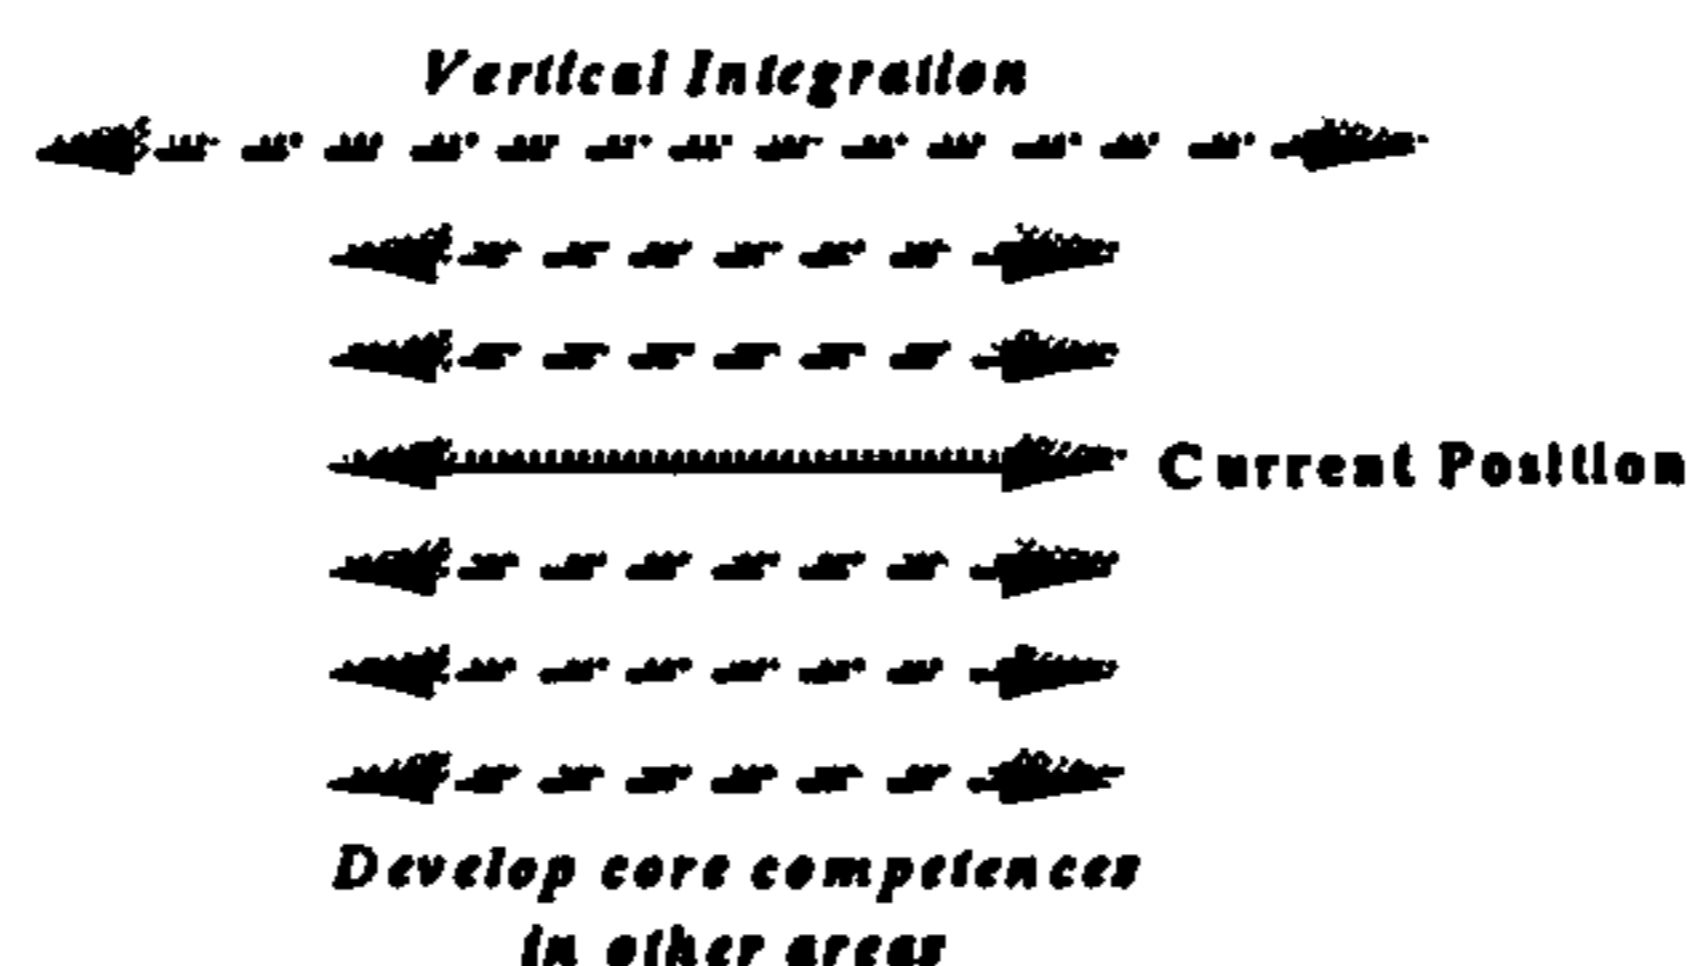 Vertical Integration
Current Position
Develop core competences
in other areas